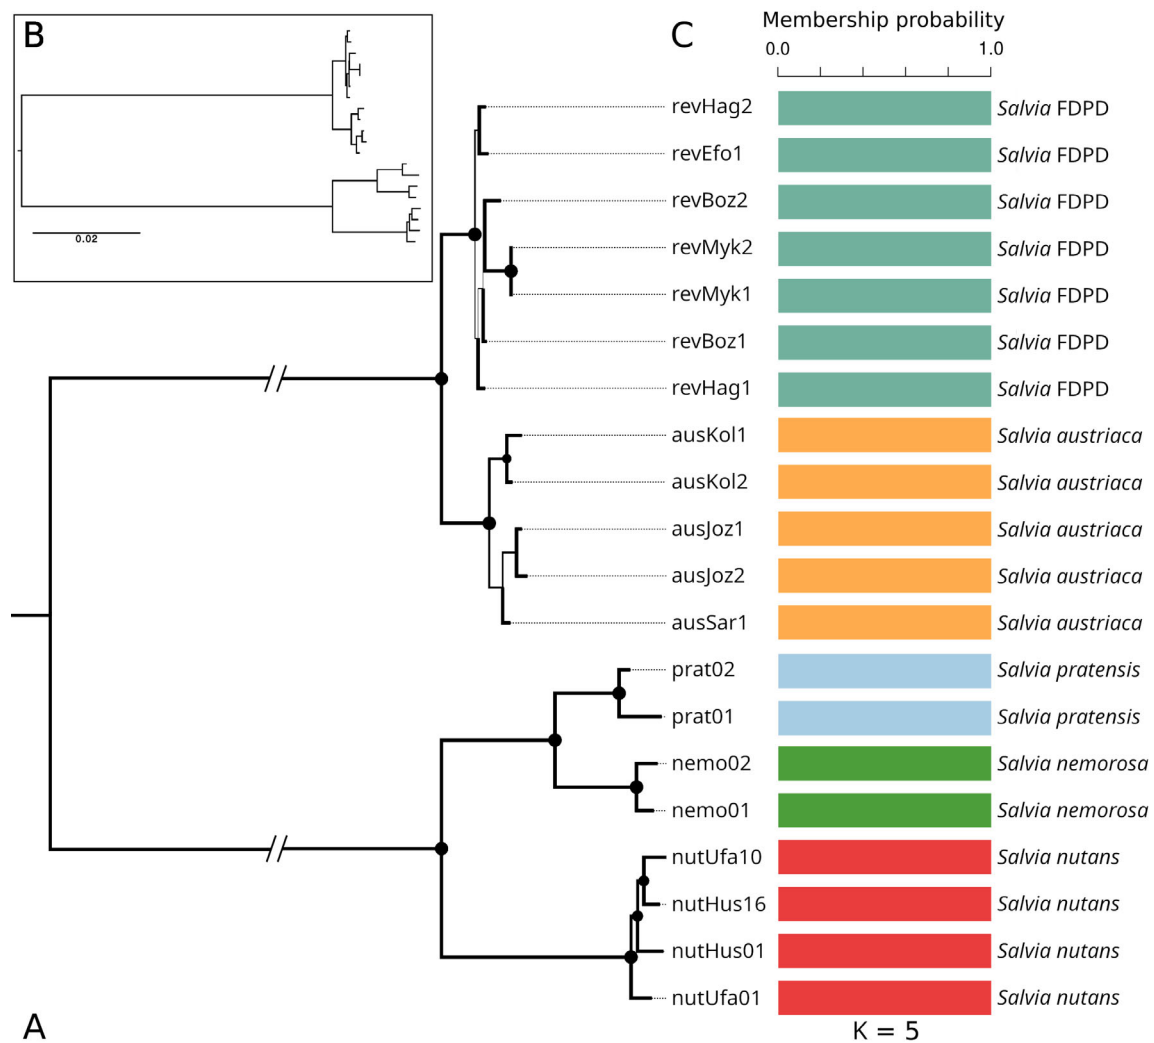 B
0.02
C
Membership probability
0.0 1.0
revHag2 Salvia FDPD
revEfo1 Salvia FDPD
revBoz2 Salvia FDPD
revMyk2 Salvia FDPD
revMyk1 Salvia FDPD
revBoz1 Salvia FDPD
revHag1 Salvia FDPD
ausKol1 Salvia austriaca
ausKol2 Salvia austriaca
ausJoz1 Salvia austriaca
ausJoz2 Salvia austriaca
ausSar1 Salvia austriaca
prat02 Salvia pratensis
prat01 Salvia pratensis
nemo02 Salvia nemorosa
nemo01 Salvia nemorosa
nutUfa10 Salvia nutans
nutHus16 Salvia nutans
nutHus01 Salvia nutans
nutUfa01 Salvia nutans
A
K = 5